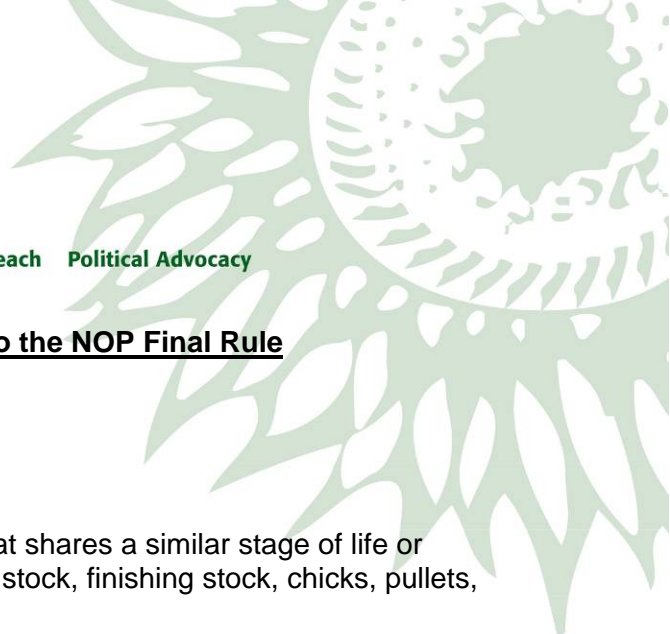 each Political Advocacy
o the NOP Final Rule
at shares a similar stage of life or
stock, finishing stock, chicks, pullets,